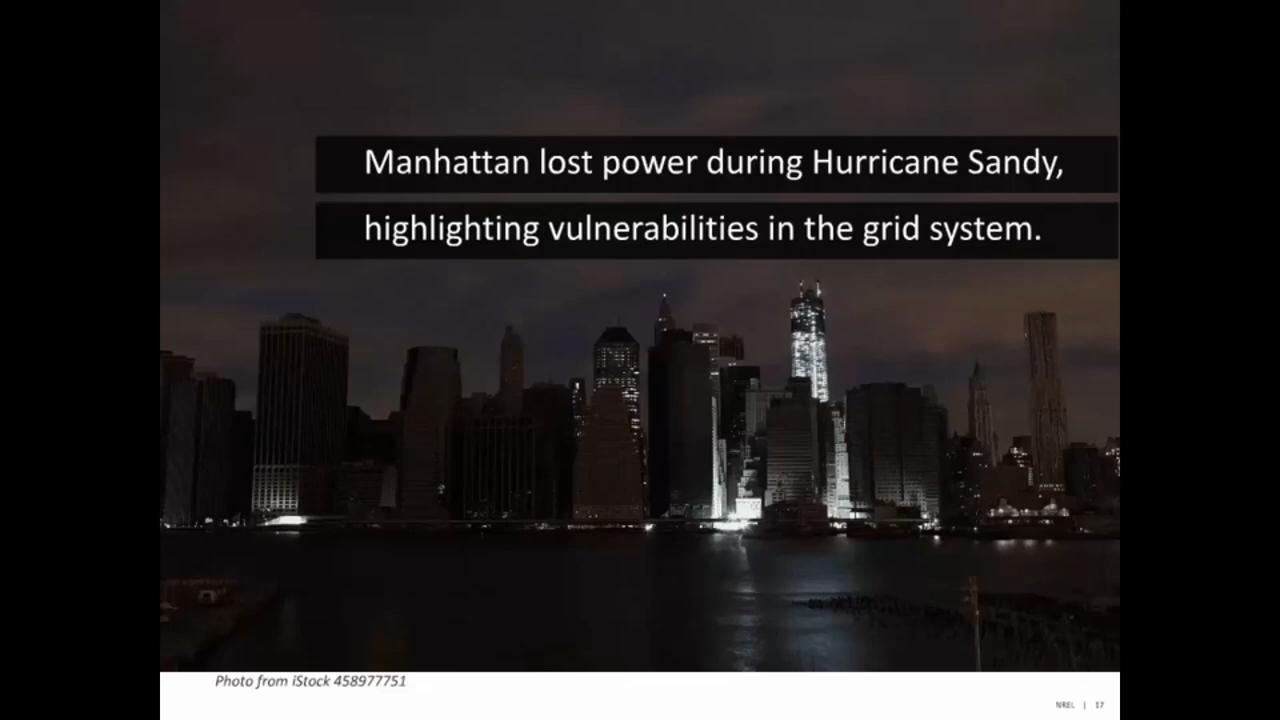 Manhattan lost power during Hurricane Sandy,
highlighting vulnerabilities in the grid system.
Photo from iStock 458977751
NREL | 17